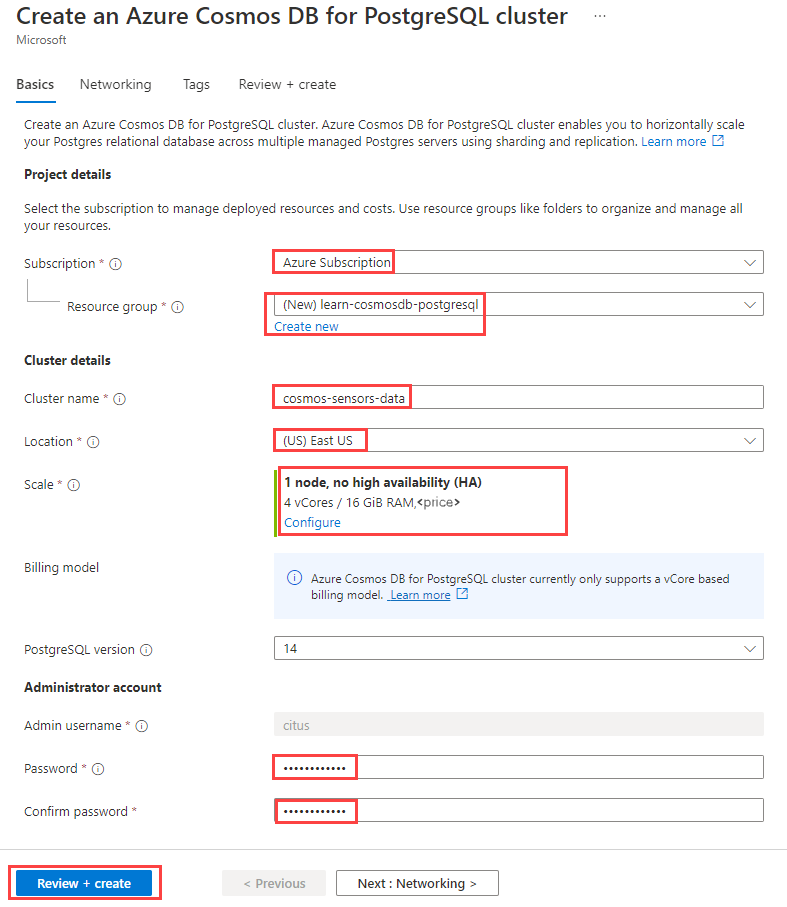 Create an Azure Cosmos DB for PostgreSQL cluster ...
Microsoft
Basics Networking Tags Review + create
Create an Azure Cosmos DB for PostgreSQL cluster. Azure Cosmos DB for PostgreSQL cluster enables you to horizontally scale
your Postgres relational database across multiple managed Postgres servers using sharding and replication. Learn more
Project details
Select the subscription to manage deployed resources and costs. Use resource groups like folders to organize and manage all
your resources.
Subscription * Azure Subscription
Resource group * (New) learn-cosmosdb-postgresql
Create new
Cluster details
Cluster name * cosmos-sensors-data
Location * (US) East US
Scale * 1 node, no high availability (HA)
4 vCores / 16 GiB RAM,<price>
Configure
Billing model
Azure Cosmos DB for PostgreSQL cluster currently only supports a vCore based
billing model. Learn more
PostgreSQL version 14
Administrator account
Admin username * citus
Password * ••••••••••••
Confirm password * ••••••••••••
Review + create < Previous Next : Networking >